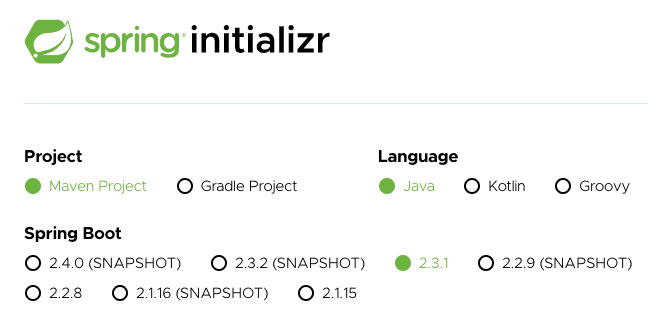 spring initializr
Project
Maven Project Gradle Project
Language
Java Kotlin Groovy
Spring Boot
2.4.0 (SNAPSHOT) 2.3.2 (SNAPSHOT) 2.3.1 2.2.9 (SNAPSHOT)
2.2.8 2.1.16 (SNAPSHOT) 2.1.15